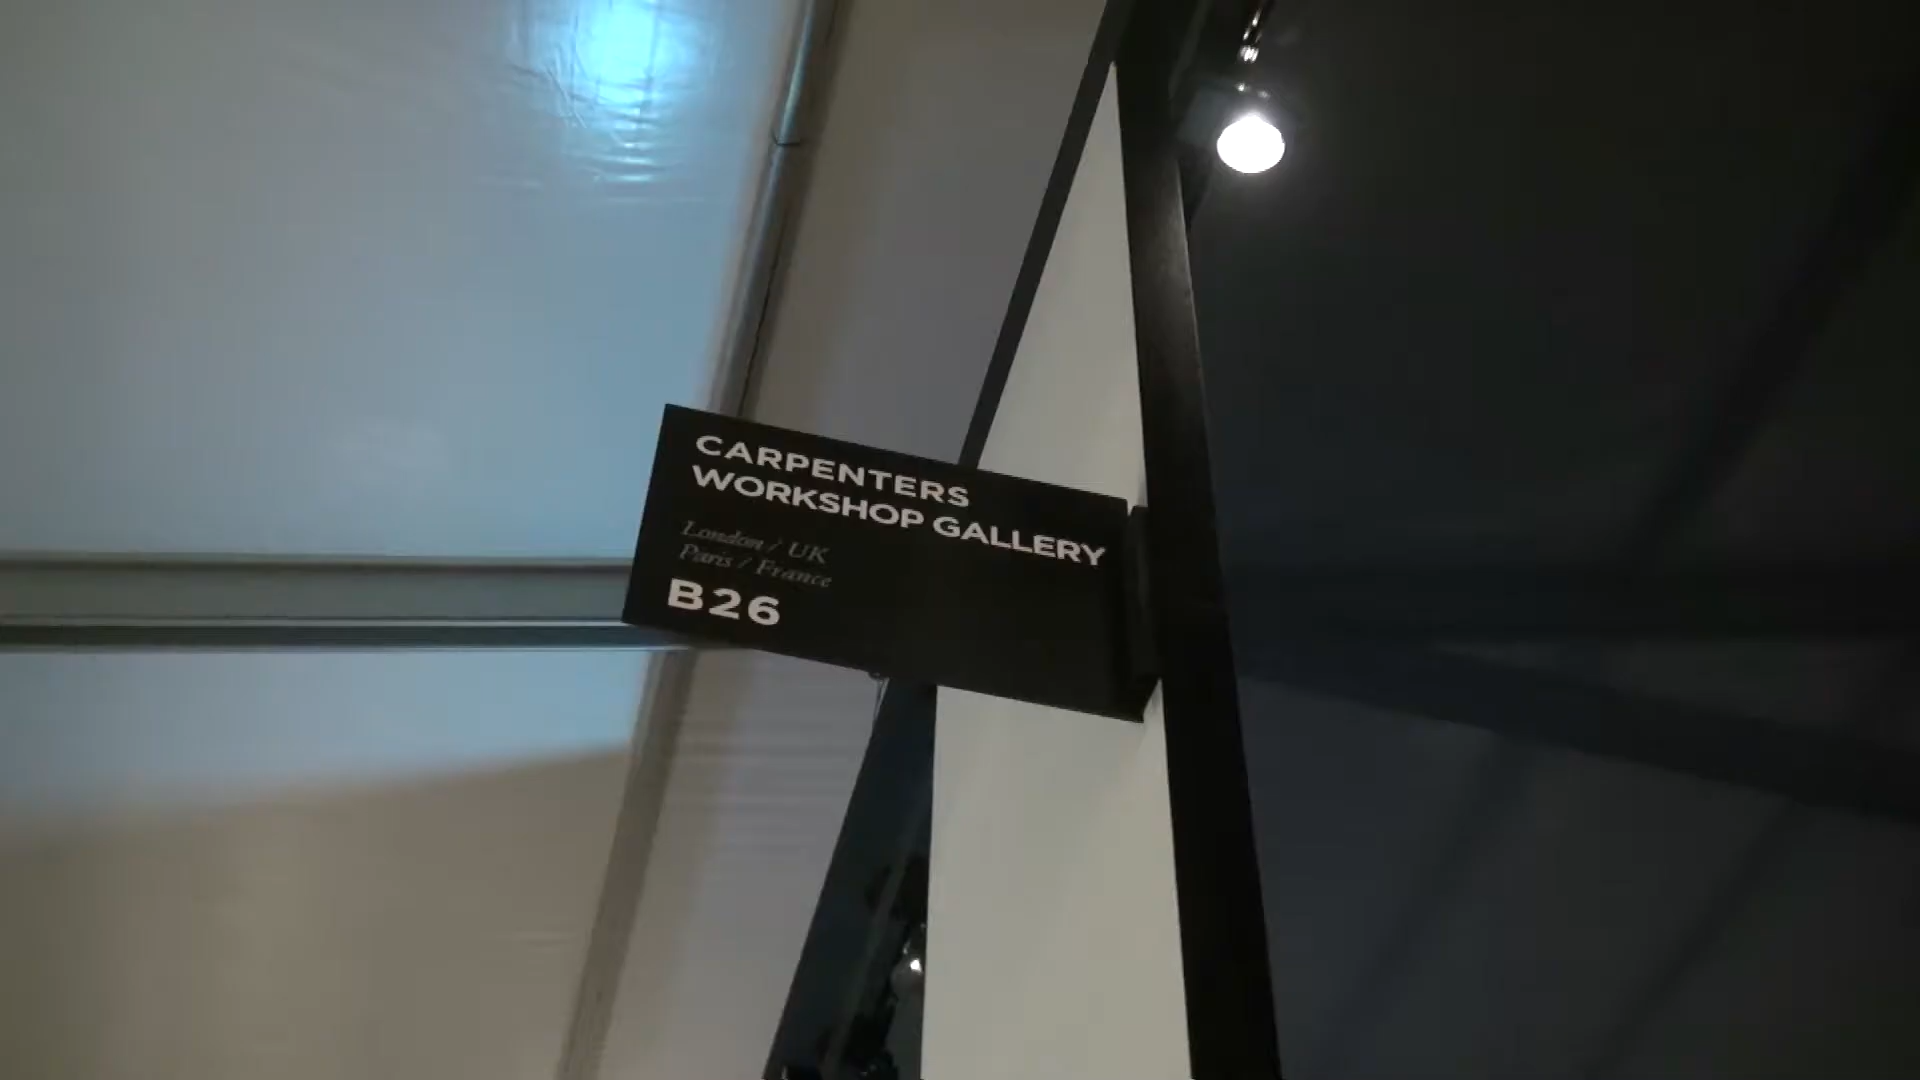 CARPENTERS
WORKSHOP GALLERY
London / UK
Paris / France
B26